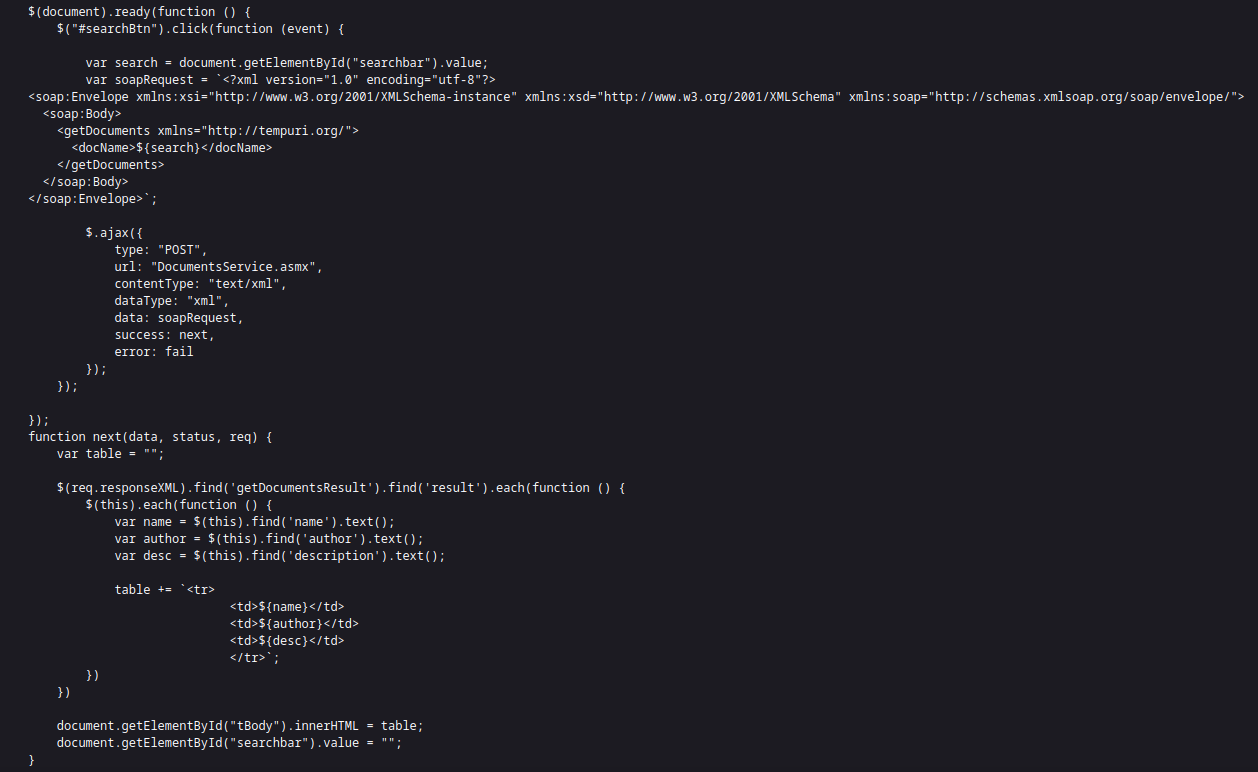 $(document).ready(function () {
    $("#searchBtn").click(function (event) {

        var search = document.getElementById("searchbar").value;
        var soapRequest = `<?xml version="1.0" encoding="utf-8"?>
<soap:Envelope xmlns:xsi="http://www.w3.org/2001/XMLSchema-instance" xmlns:xsd="http://www.w3.org/2001/XMLSchema" xmlns:soap="http://schemas.xmlsoap.org/soap/envelope/">
  <soap:Body>
    <getDocuments xmlns="http://tempuri.org/">
      <docName>${search}</docName>
    </getDocuments>
  </soap:Body>
</soap:Envelope>`;

        $.ajax({
            type: "POST",
            url: "DocumentsService.asmx",
            contentType: "text/xml",
            dataType: "xml",
            data: soapRequest,
            success: next,
            error: fail
        });
    });

});
function next(data, status, req) {
    var table = "";

    $(req.responseXML).find('getDocumentsResult').find('result').each(function () {
        $(this).each(function () {
            var name = $(this).find('name').text();
            var author = $(this).find('author').text();
            var desc = $(this).find('description').text();

            table += `<tr>
                            <td>${name}</td>
                            <td>${author}</td>
                            <td>${desc}</td>
                            </tr>`;
        })
    })

    document.getElementById("tBody").innerHTML = table;
    document.getElementById("searchbar").value = "";
}